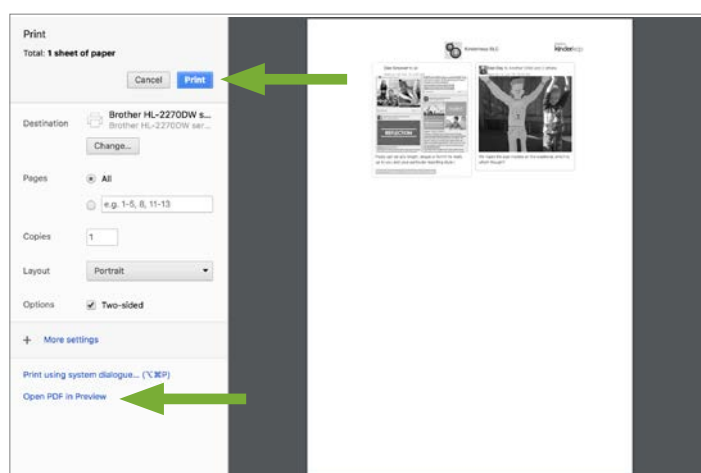 Print
Total: 1 sheet of paper
Cancel
Print
Destination
Brother HL-2270DW s...
Brother HL-2270DW ser...
Change...
Pages
All
e.g. 1-5, 8, 11-13
Copies
1
Layout
Portrait
Options
Two-sided
+ More settings
Print using system dialogue... (⌥⌘P)
Open PDF in Preview
REFLECTION